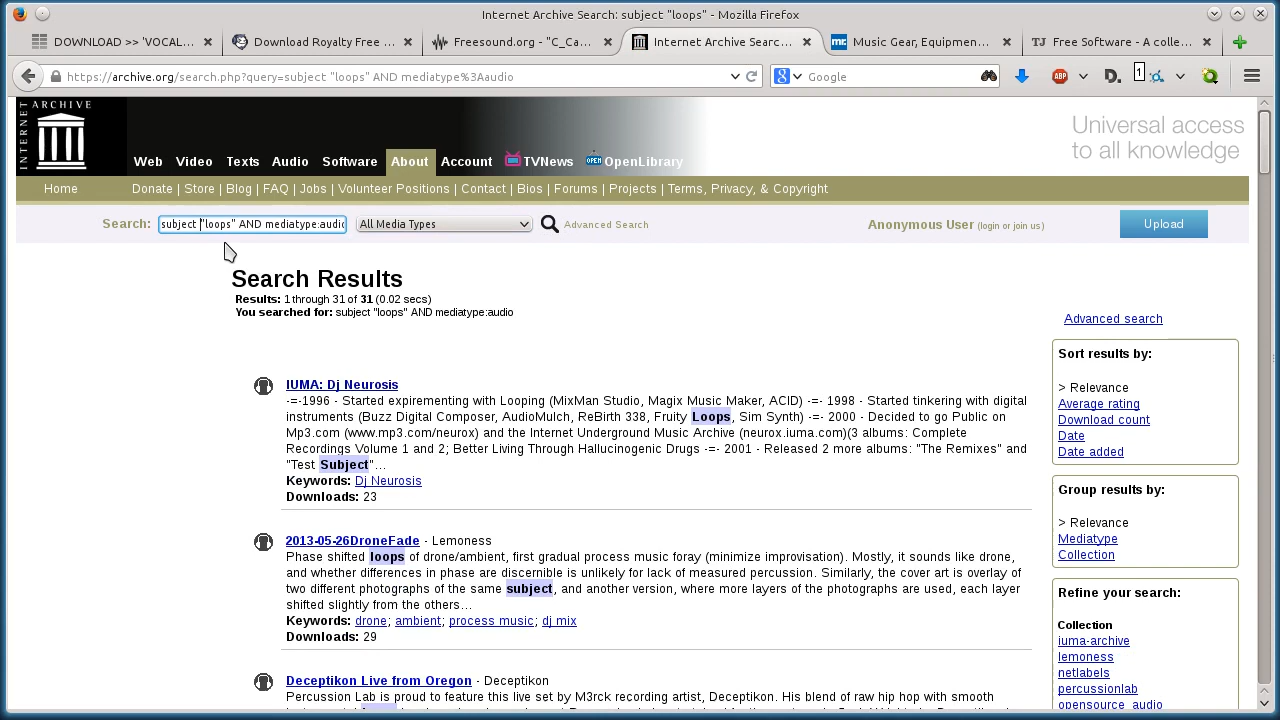 Internet Archive Search: subject "loops" - Mozilla Firefox
DOWNLOAD >> 'VOCAL...
Download Royalty Free ...
Freesound.org - "C_Ca...
Internet Archive Searc...
Music Gear, Equipmen...
Free Software - A colle...
https://archive.org/search.php?query=subject "loops" AND mediatype%3Aaudio
Google
ABP
D.
1
INTERNET ARCHIVE
Universal access
to all knowledge
Web Video Texts Audio Software About Account TVNews OPEN OpenLibrary
Home Donate | Store | Blog | FAQ | Jobs | Volunteer Positions | Contact | Bios | Forums | Projects | Terms, Privacy, & Copyright
Search: subject "loops" AND mediatype:audio All Media Types Advanced Search Anonymous User (login or join us) Upload
Search Results
Results: 1 through 31 of 31 (0.02 secs)
You searched for: subject "loops" AND mediatype:audio
IUMA: Dj Neurosis
-=-1996 - Started expirementing with Looping (MixMan Studio, Magix Music Maker, ACID) -=- 1998 - Started tinkering with digital
instruments (Buzz Digital Composer, AudioMulch, ReBirth 338, Fruity Loops, Sim Synth) -=- 2000 - Decided to go Public on
Mp3.com (www.mp3.com/neurox) and the Internet Underground Music Archive (neurox.iuma.com)(3 albums: Complete
Recordings Volume 1 and 2; Better Living Through Hallucinogenic Drugs -=- 2001 - Released 2 more albums: "The Remixes" and
"Test Subject"...
Keywords: Dj Neurosis
Downloads: 23
2013-05-26DroneFade - Lemoness
Phase shifted loops of drone/ambient, first gradual process music foray (minimize improvisation). Mostly, it sounds like drone,
and whether differences in phase are discernible is unlikely for lack of measured percussion. Similarly, the cover art is overlay of
two different photographs of the same subject, and another version, where more layers of the photographs are used, each layer
shifted slightly from the others...
Keywords: drone; ambient; process music; dj mix
Downloads: 29
Deceptikon Live from Oregon - Deceptikon
Percussion Lab is proud to feature this live set by M3rck recording artist, Deceptikon. His blend of raw hip hop with smooth
Advanced search
Sort results by:
> Relevance
Average rating
Download count
Date
Date added
Group results by:
> Relevance
Mediatype
Collection
Refine your search:
Collection
iuma-archive
lemoness
netlabels
percussionlab
opensource_audio